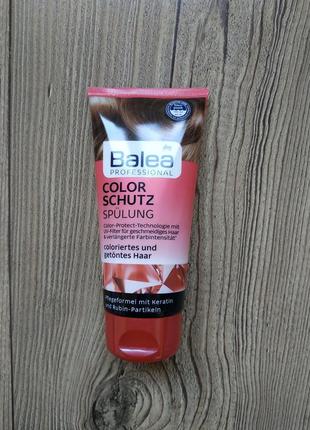 Balea
PROFESSIONAL
COLOR
SCHUTZ
SPÜLUNG
Color-Protect-Technologie mit
UV-Filter für geschmeidiges Haar
& verlängerte Farbintensität*
coloriertes und
getöntes Haar
Pflegeformel mit Keratin
und Rubin-Partikeln